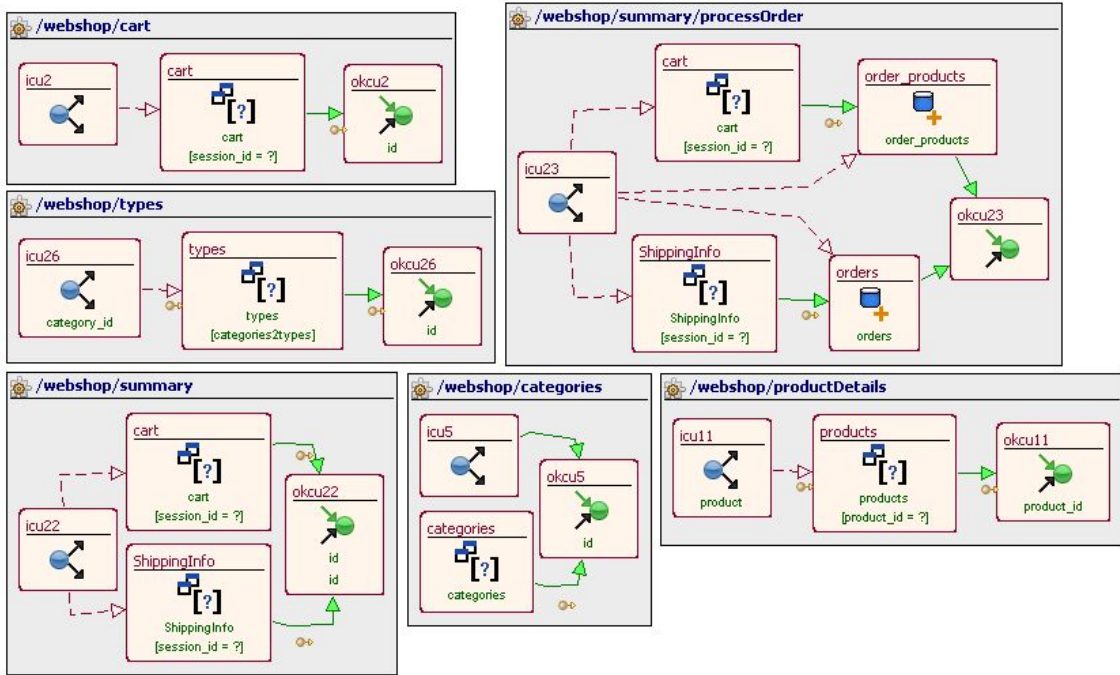 /webshop/cart
icu2
cart
[?]
cart
[session_id = ?]
okcu2
id
/webshop/summary/processOrder
cart
[?]
cart
[session_id = ?]
order_products
order_products
icu23
okcu23
ShippingInfo
[?]
ShippingInfo
[session_id = ?]
orders
orders
/webshop/types
icu26
category_id
types
[?]
types
[categories2types]
okcu26
id
/webshop/summary
cart
[?]
cart
[session_id = ?]
icu22
okcu22
id
id
ShippingInfo
[?]
ShippingInfo
[session_id = ?]
/webshop/categories
icu5
okcu5
id
categories
[?]
categories
/webshop/productDetails
icu11
product
products
[?]
products
[product_id = ?]
okcu11
product_id